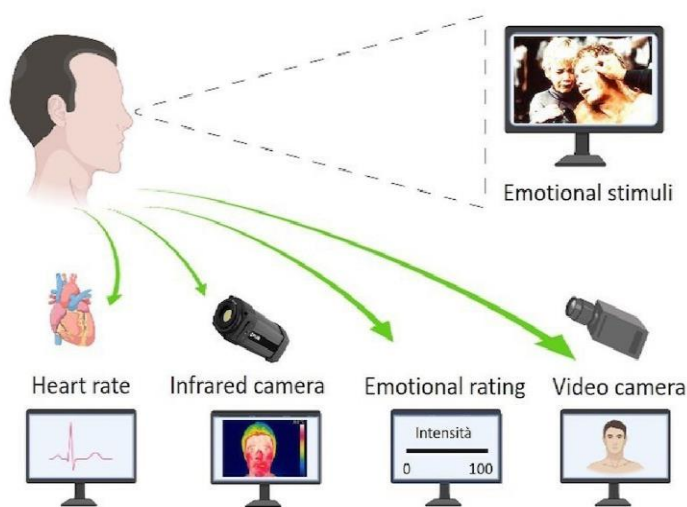 Emotional stimuli
Heart rate
Infrared camera
Emotional rating
Video camera
Intensità
0
100